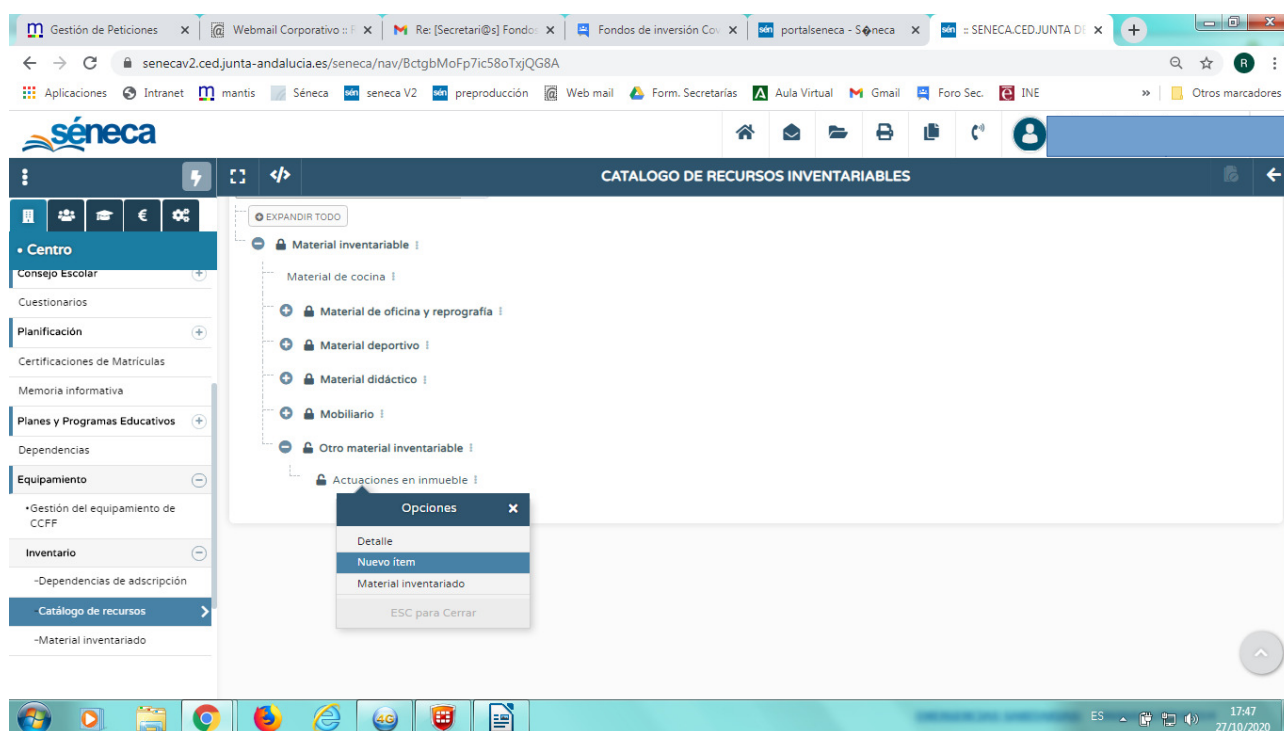 Gestión de Peticiones
Webmail Corporativo ::
Re: [Secretari@s] Fondos
Fondos de inversión Cov
portalseneca - S�neca
:: SENECA.CED.JUNTA DE
senecav2.ced.junta-andalucia.es/seneca/nav/BctgbMoFp7ic58oTxjQG8A
R
Aplicaciones Intranet mantis Séneca seneca V2 preproducción Web mail Form. Secretarías Aula Virtual Gmail Foro Sec. INE » Otros marcadores
séneca
CATALOGO DE RECURSOS INVENTARIABLES
• Centro
Consejo Escolar
Cuestionarios
Planificación
Certificaciones de Matrículas
Memoria informativa
Planes y Programas Educativos
Dependencias
Equipamiento
•Gestión del equipamiento de
CCFF
Inventario
-Dependencias de adscripción
-Catálogo de recursos
-Material inventariado
EXPANDIR TODO
Material inventariable
Material de cocina
Material de oficina y reprografía
Material deportivo
Material didáctico
Mobiliario
Otro material inventariable
Actuaciones en inmueble
Opciones
Detalle
Nuevo ítem
Material inventariado
ESC para Cerrar
ES
17:47
27/10/2020